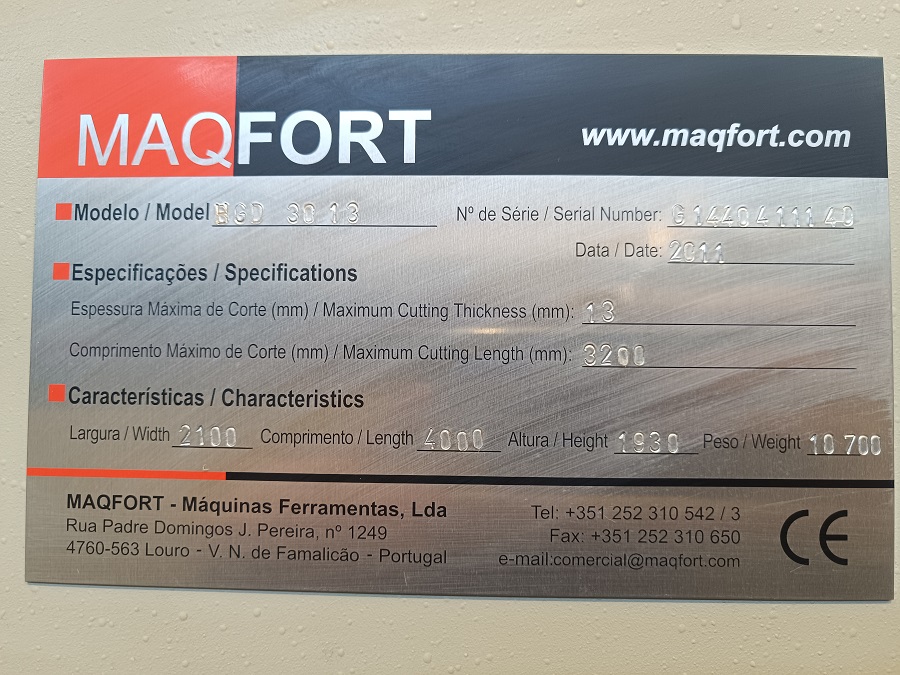 MAQFORT
www.maqfort.com
Modelo / Model 3013
Nº de Série / Serial Number: G1440411140
Data / Date: 2011
Especificações / Specifications
Espessura Máxima de Corte (mm) / Maximum Cutting Thickness (mm): 13
Comprimento Máximo de Corte (mm) / Maximum Cutting Length (mm): 3200
Características / Characteristics
Largura / Width 2100 Comprimento / Length 4000 Altura / Height 1930 Peso / Weight 10 700
MAQFORT - Máquinas Ferramentas, Lda
Rua Padre Domingos J. Pereira, nº 1249
4760-563 Louro - V. N. de Famalicão - Portugal
Tel: +351 252 310 542 / 3
Fax: +351 252 310 650
e-mail:comercial@maqfort.com
CE